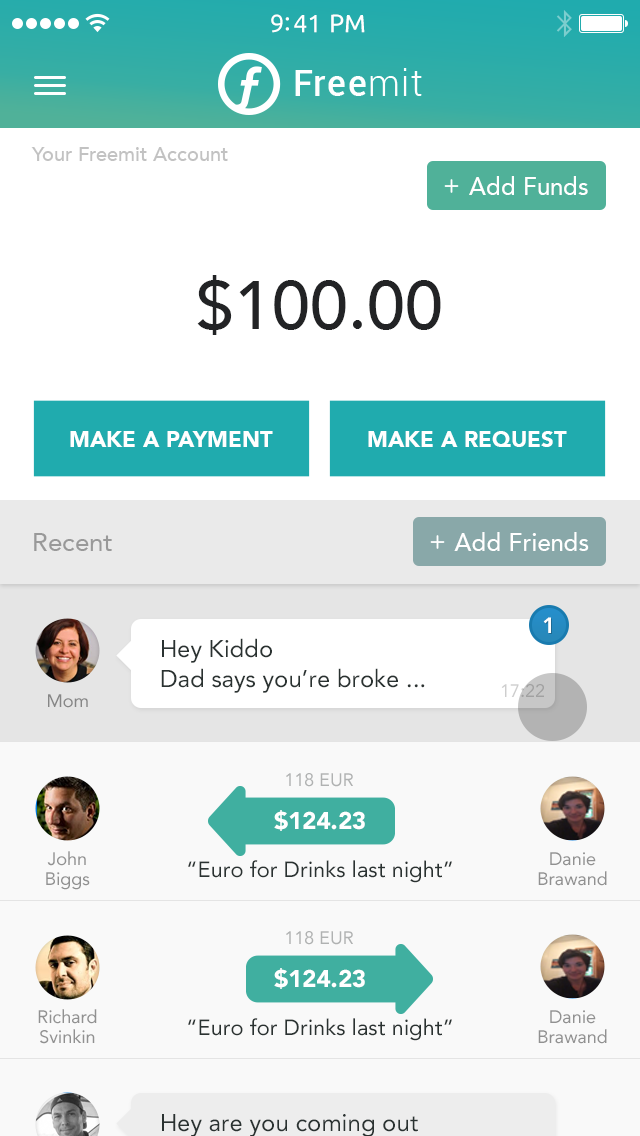 9:41 PM
f Freemit
Your Freemit Account
+ Add Funds
$100.00
MAKE A PAYMENT
MAKE A REQUEST
Recent
+ Add Friends
1
Hey Kiddo
Dad says you’re broke ...
17:22
Mom
118 EUR
$124.23
“Euro for Drinks last night”
John
Biggs
Danie
Brawand
118 EUR
$124.23
“Euro for Drinks last night”
Richard
Svinkin
Danie
Brawand
Hey are you coming out